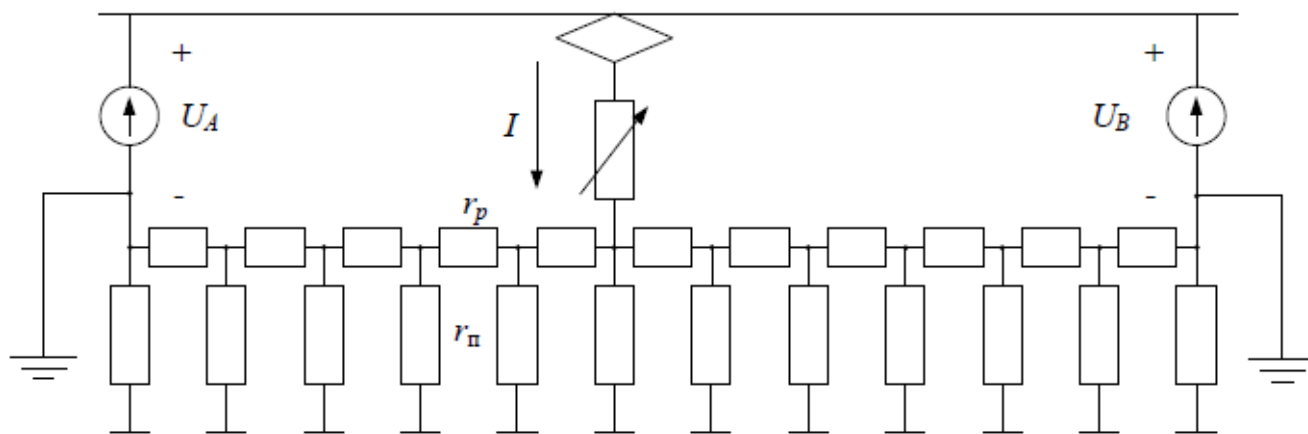 + +
U_A I U_B
- -
r_p
r_п